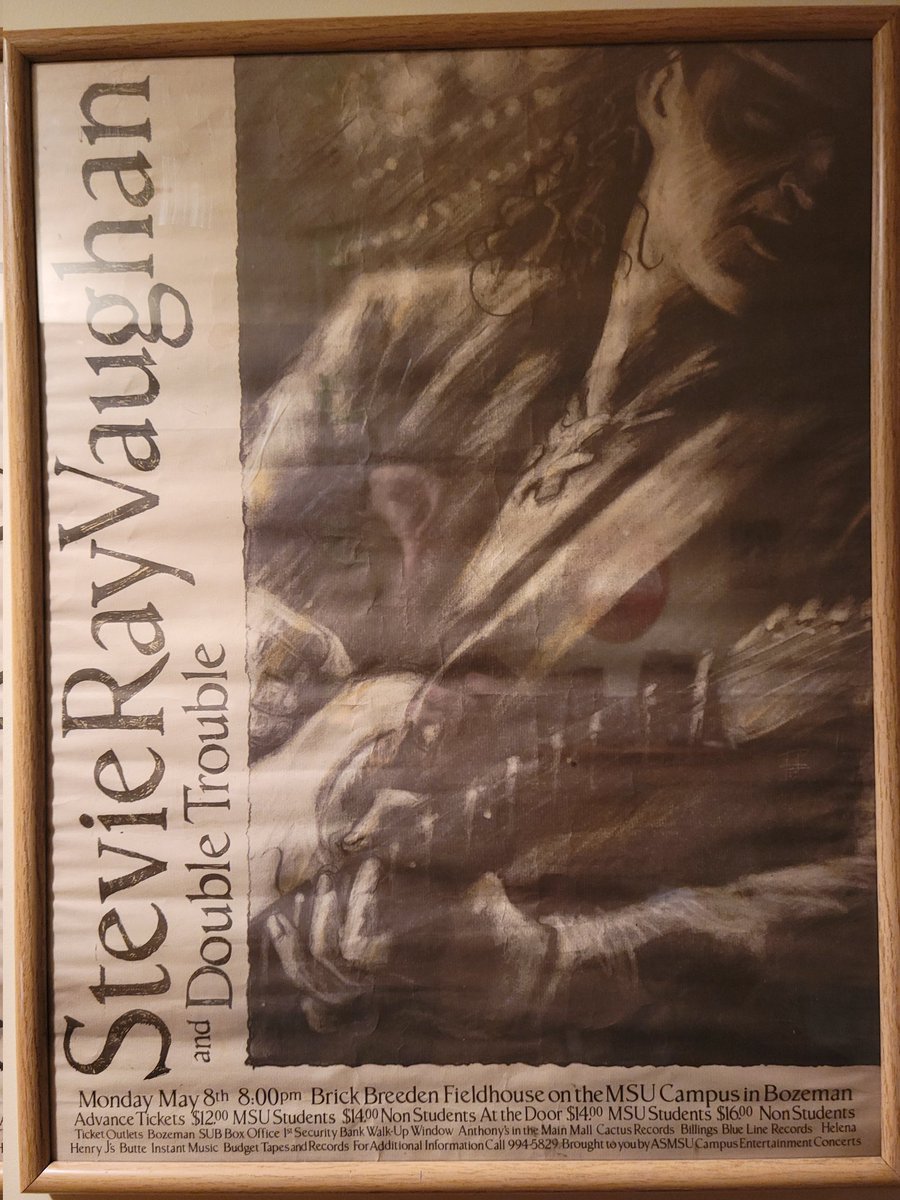 Stevie Ray Vaughan
and Double Trouble
Monday May 8th 8:00pm Brick Breeden Fieldhouse on the MSU Campus in Bozeman
Advance Tickets $12.00 MSU Students $14.00 Non Students At the Door $14.00 MSU Students $16.00 Non Students
Ticket Outlets Bozeman SUB Box Office 1st Security Bank Walk-Up Window Anthony's in the Main Mall Cactus Records Billings Blue Line Records Helena
Henry J's Butte Instant Music Budget Tapes and Records For Additional Information Call 994-5829 Brought to you by ASMSU Campus Entertainment Concerts